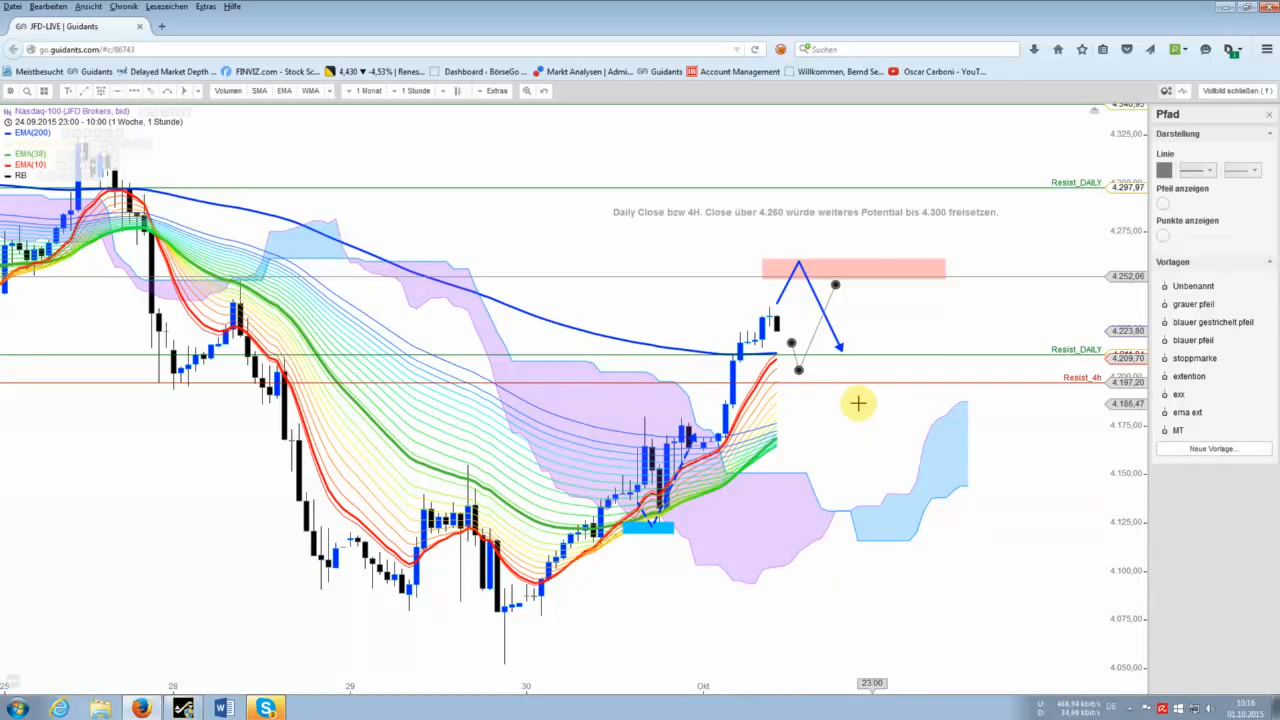 Datei Bearbeiten Ansicht Chronik Lesezeichen Extras Hilfe
JFD-LIVE | Guidants
go.guidants.com/#c/86743
Suchen
Meistbesucht Guidants Delayed Market Depth ... FINVIZ.com - Stock Sc... 4,430 ▼ -4,53% | Renes... Dashboard - BörseGo ... Markt Analysen | Admi... Guidants Account Management Willkommen, Bernd Se... Oscar Carboni - YouT...
Volumen SMA EMA WMA 1 Monat 1 Stunde Extras Vollbild schließen ( f )
Nasdaq-100 (JFD Brokers, bid)
24.09.2015 23:00 - 10:00 (1 Woche, 1 Stunde)
EMA(200)
EMA(38)
EMA(10)
RB
4.325,00
Resist_DAILY 4.297,97
Daily Close bzw 4H. Close über 4.260 würde weiteres Potential bis 4.300 freisetzen.
4.275,00
4.252,06
4.223,80
Resist_DAILY
4.209,70
Resist_4h 4.197,20
4.186,47
4.175,00
4.150,00
4.125,00
4.100,00
4.075,00
4.050,00
25 28 29 30 Okt 23:00
Pfad
Darstellung
Linie
Pfeil anzeigen
Punkte anzeigen
Vorlagen
Unbenannt
grauer pfeil
blauer gestrichelt pfeil
blauer pfeil
stoppmarke
extention
exx
ema ext
MT
Neue Vorlage...
U: 468,94 kbit/s
D: 34,00 kbit/s
DE
10:16
01.10.2015